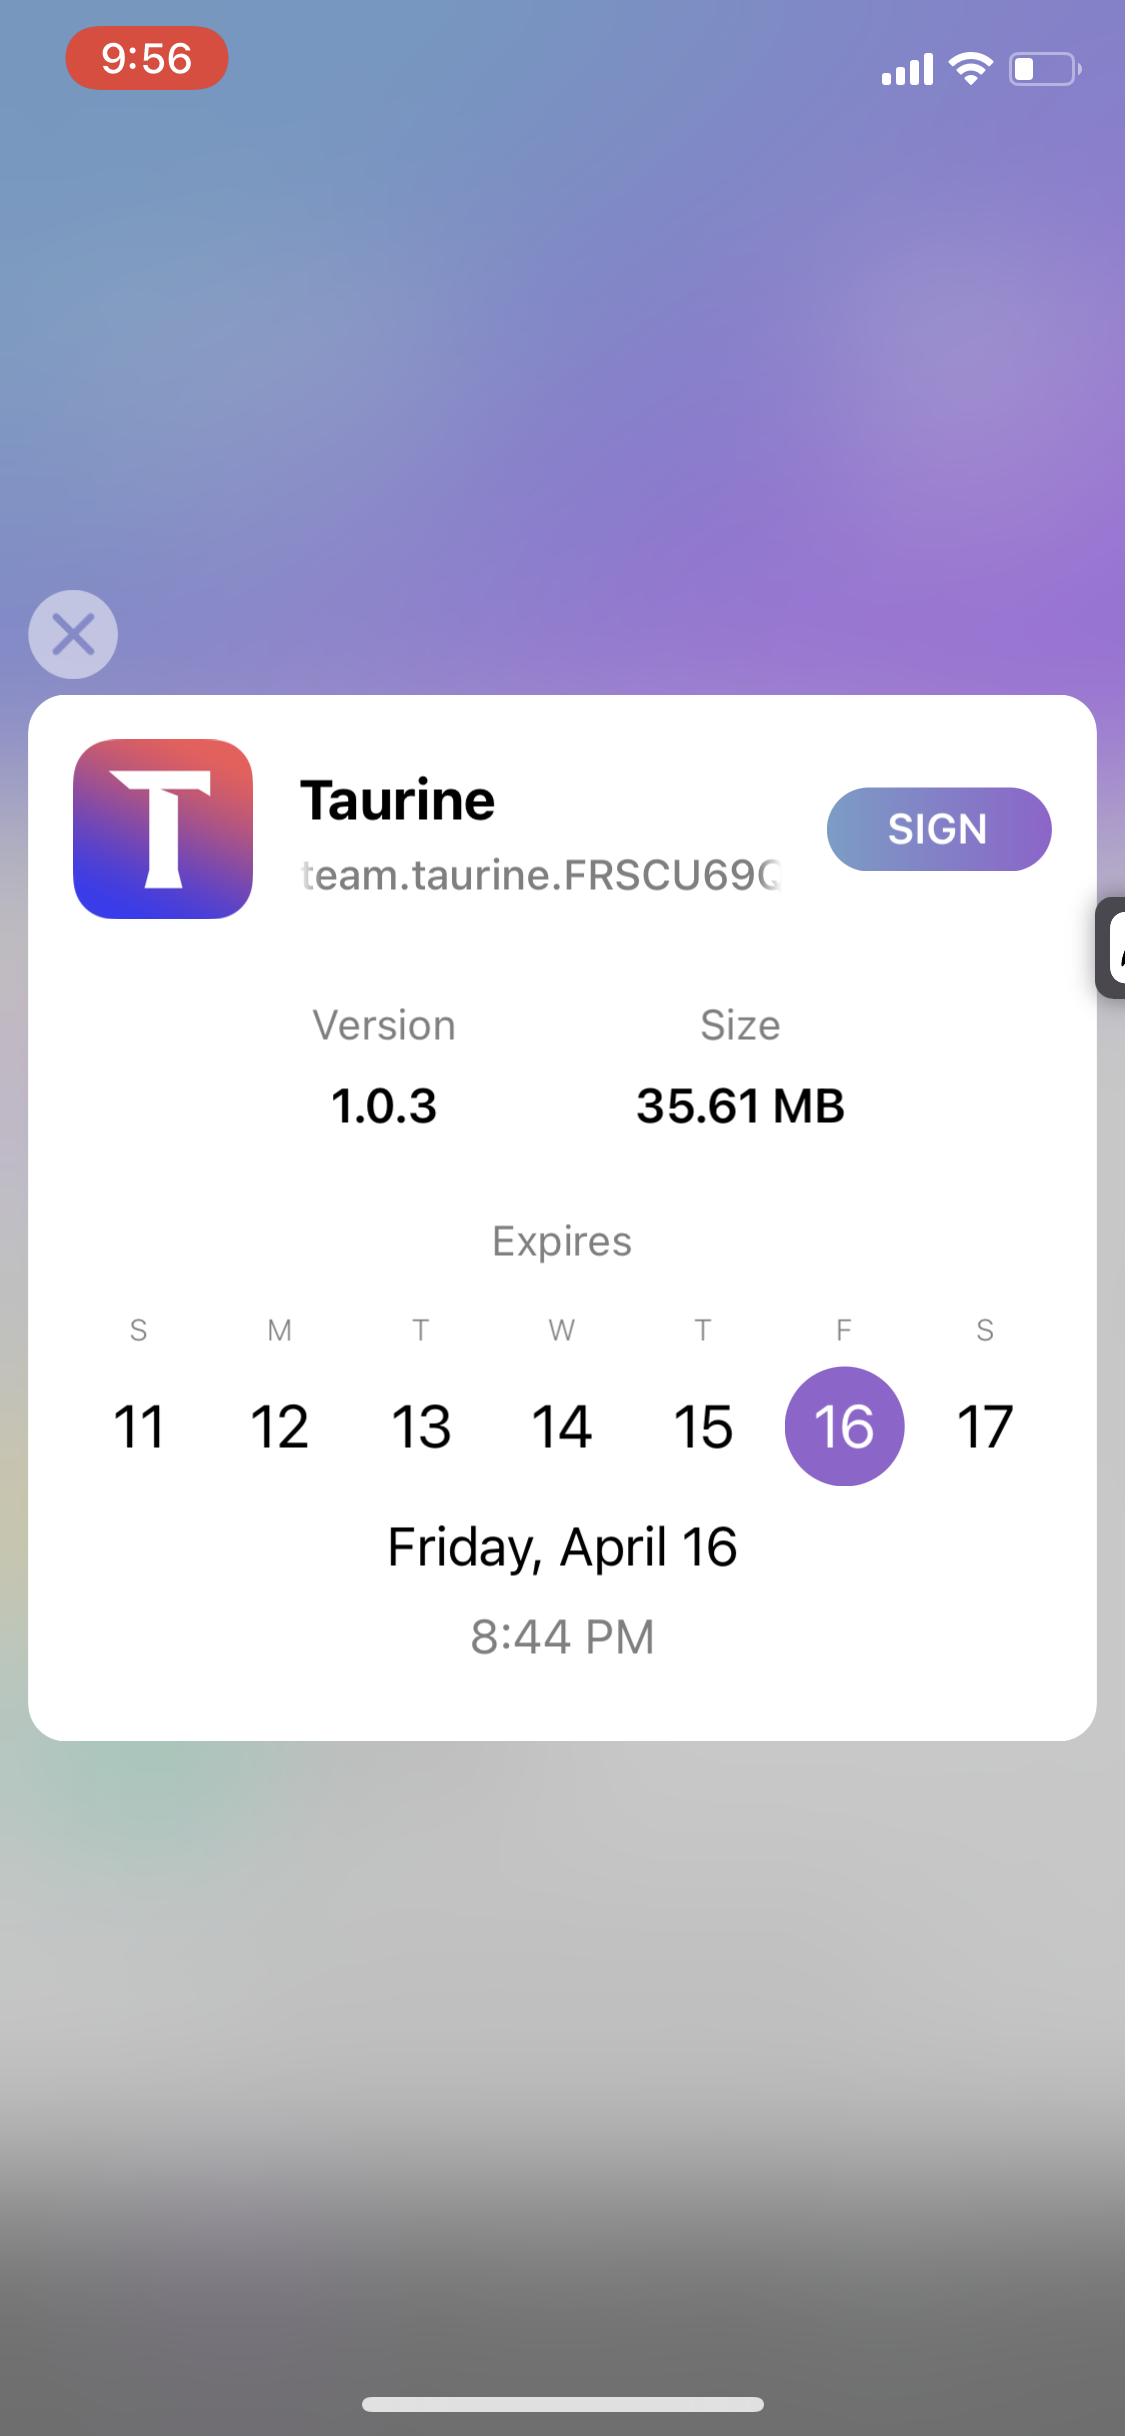 9:56
Taurine
SIGN
team.taurine.FRSCU69
Version
Size
1.0.3
35.61 MB
Expires
S M T W T F S
11 12 13 14 15 16 17
Friday, April 16
8:44 PM